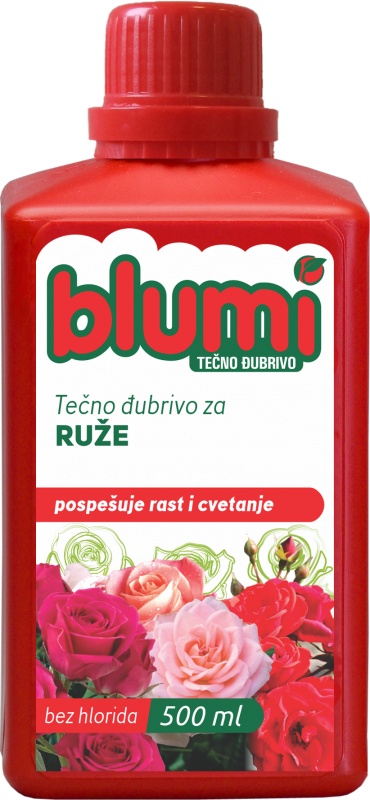 blumi
TEČNO ĐUBRIVO
Tečno đubrivo za
RUŽE
pospešuje rast i cvetanje
bez hlorida 500 ml